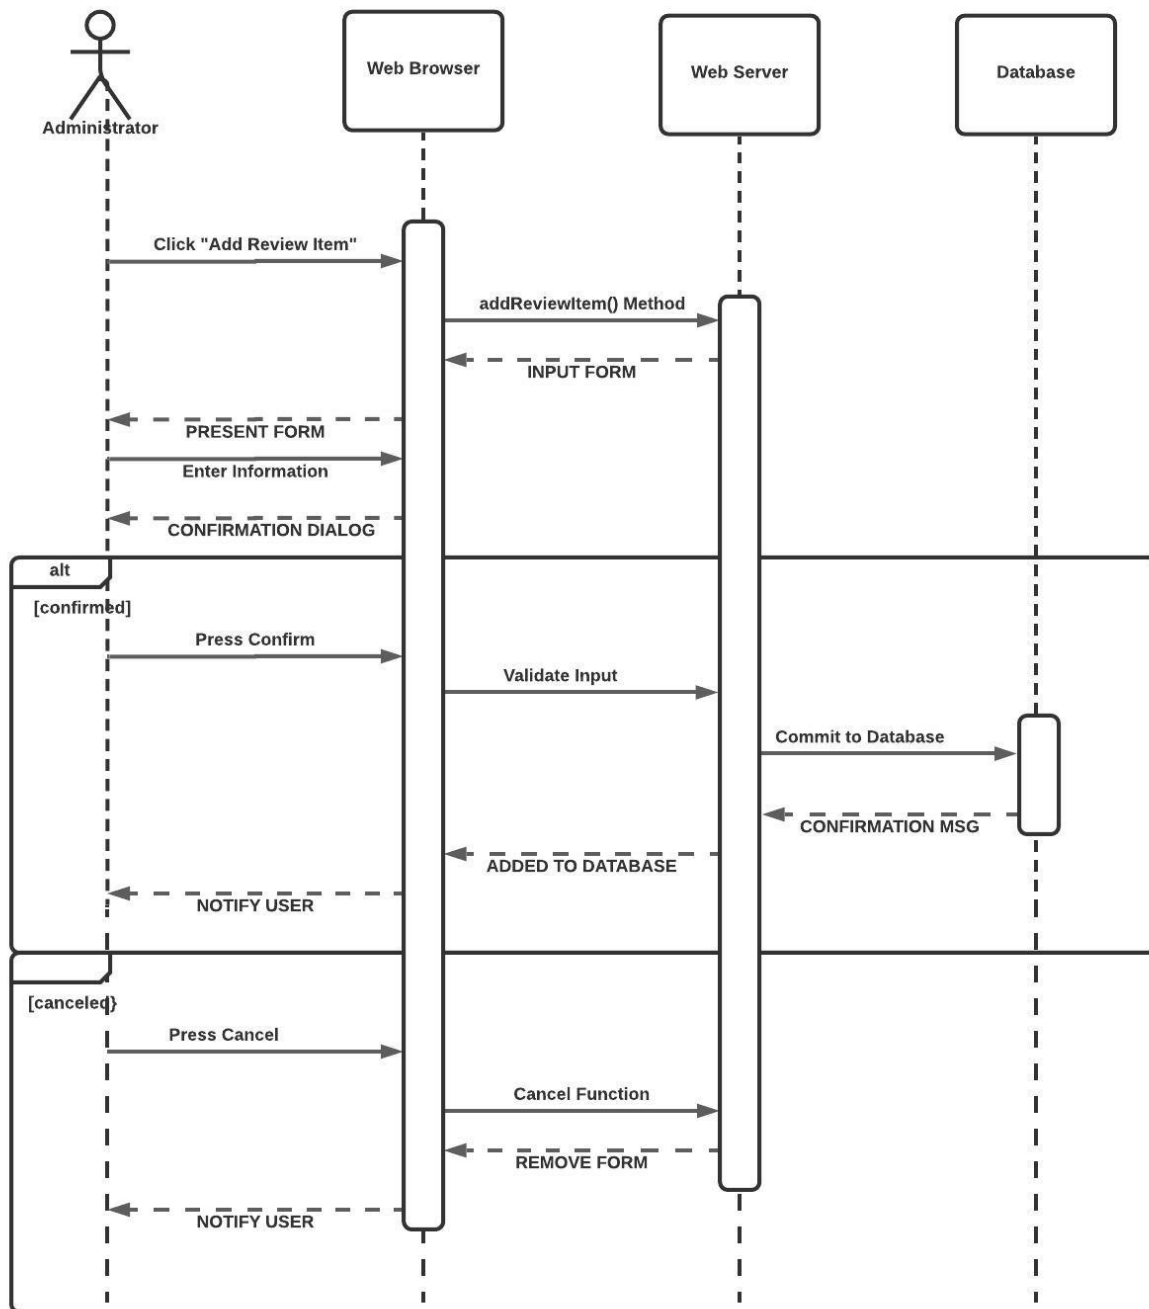 Administrator
Web Browser
Web Server
Database
Click "Add Review Item"
addReviewItem() Method
INPUT FORM
PRESENT FORM
Enter Information
CONFIRMATION DIALOG
alt
[confirmed]
Press Confirm
Validate Input
Commit to Database
CONFIRMATION MSG
ADDED TO DATABASE
NOTIFY USER
[canceled}
Press Cancel
Cancel Function
REMOVE FORM
NOTIFY USER